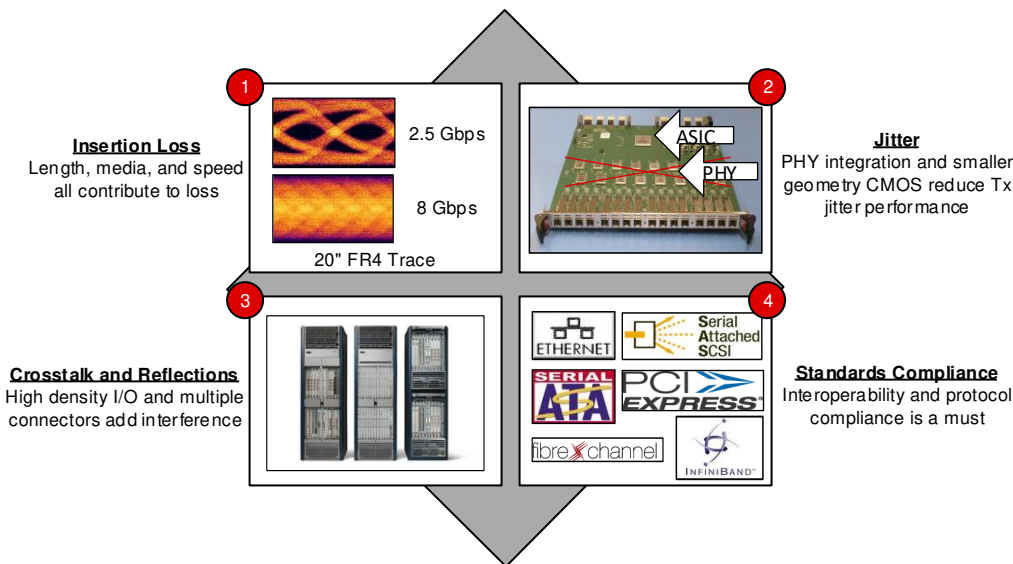 1
Insertion Loss
Length, media, and speed
all contribute to loss
2.5 Gbps
8 Gbps
20" FR4 Trace
2
ASIC
PHY
Jitter
PHY integration and smaller
geometry CMOS reduce Tx
jitter performance
3
Crosstalk and Reflections
High density I/O and multiple
connectors add interference
4
ETHERNET
Serial
Attached
SCSI
SERIAL
ATA
PCI
EXPRESS®
fibre channel
INFINIBAND™
Standards Compliance
Interoperability and protocol
compliance is a must